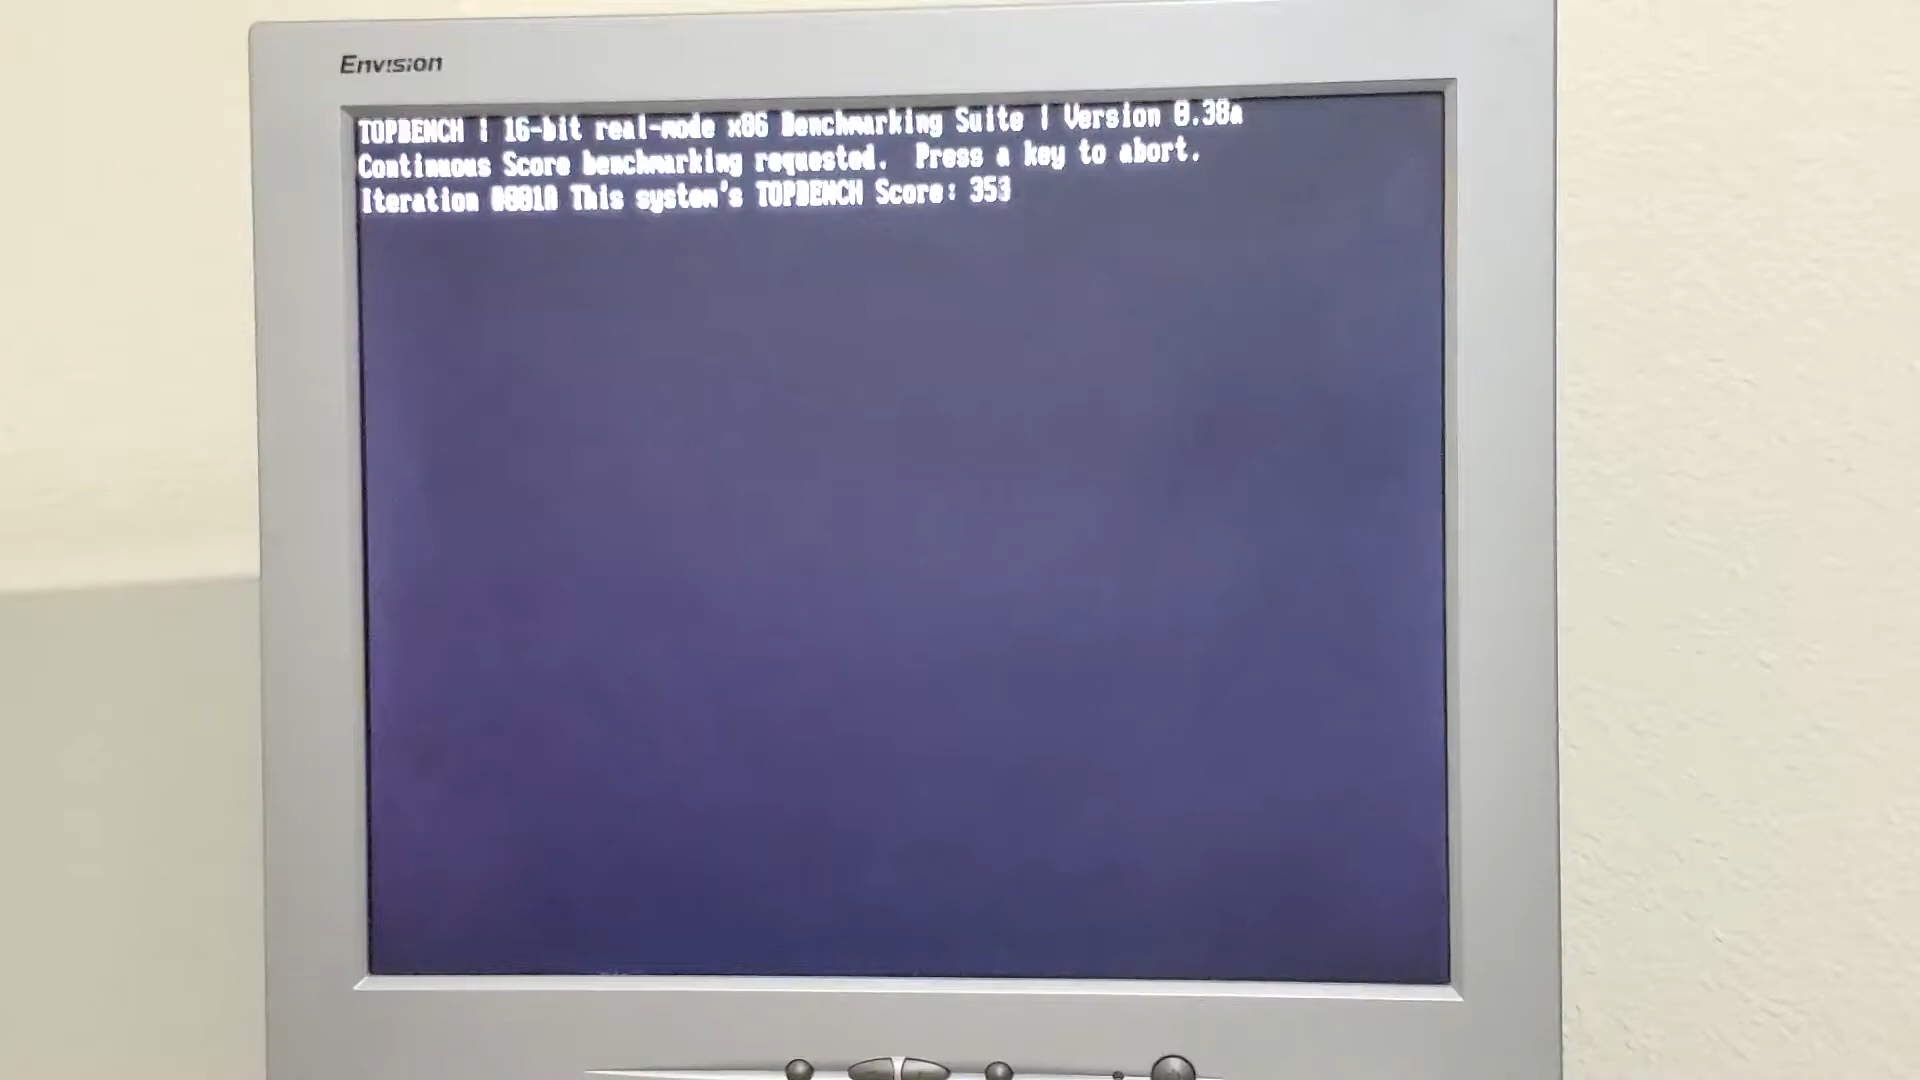 Envision
TOPBENCH | 16-bit real-mode x86 Benchmarking Suite | Version 0.38a
Continuous Score benchmarking requested.  Press a key to abort.
Iteration This system's TOPBENCH Score: 353